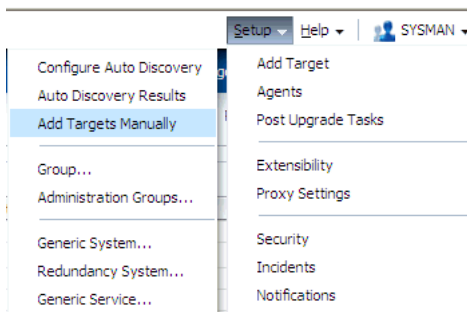 Setup Help SYSMAN
Configure Auto Discovery
Auto Discovery Results
Add Targets Manually
Group...
Administration Groups...
Generic System...
Redundancy System...
Generic Service...
Add Target
Agents
Post Upgrade Tasks
Extensibility
Proxy Settings
Security
Incidents
Notifications